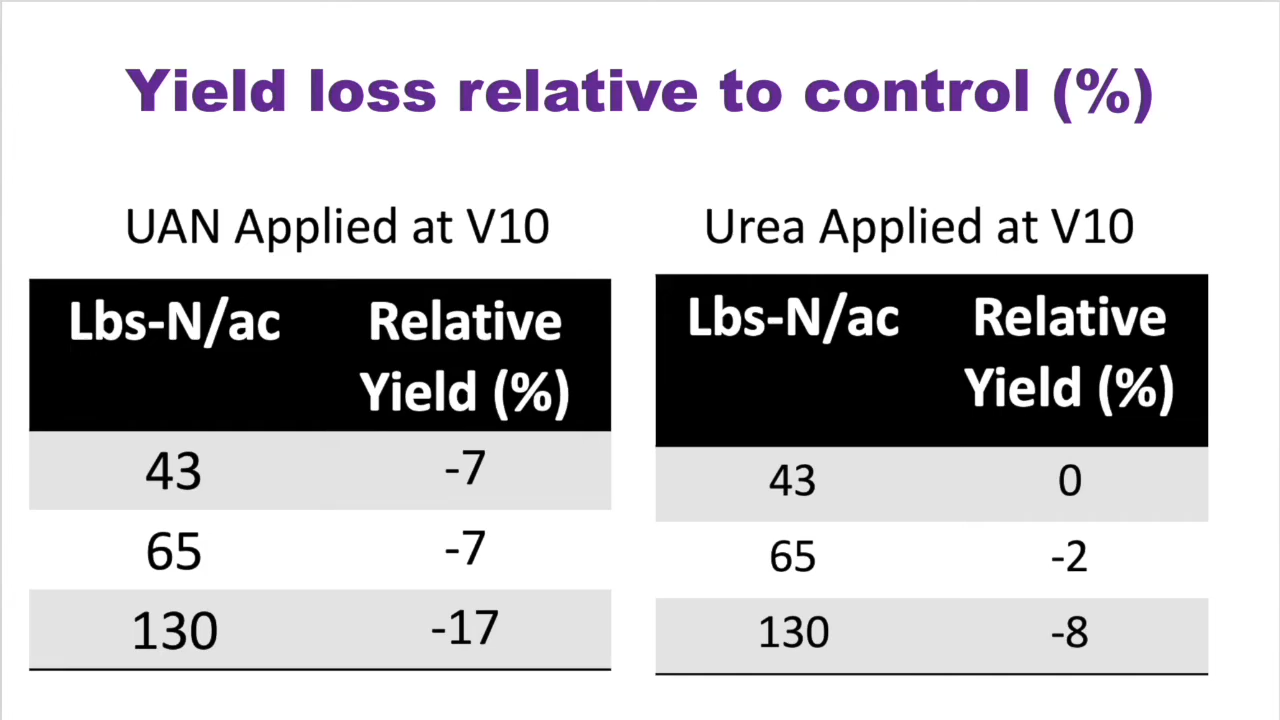 Yield loss relative to control (%)
UAN Applied at V10
Lbs-N/ac Relative
Yield (%)
43 -7
65 -7
130 -17
Urea Applied at V10
Lbs-N/ac Relative
Yield (%)
43 0
65 -2
130 -8